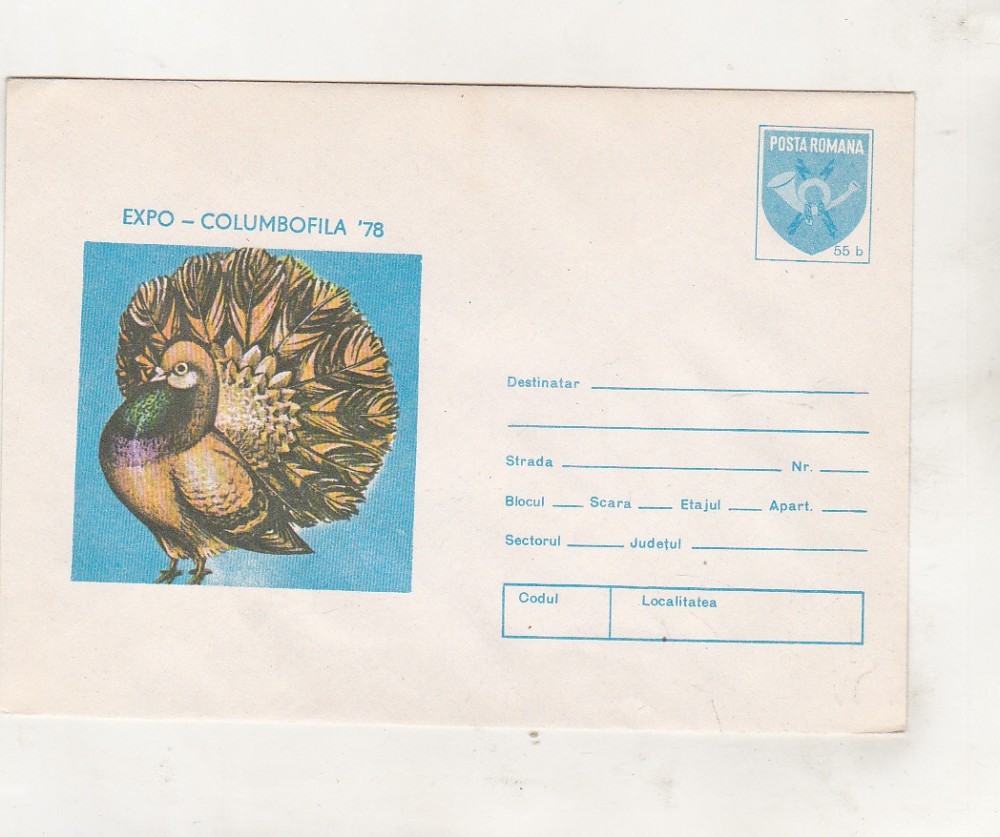 POSTA ROMANA
55 b
EXPO – COLUMBOFILA '78
Destinatar
Strada Nr.
Blocul Scara Etajul Apart.
Sectorul Județul
Codul Localitatea